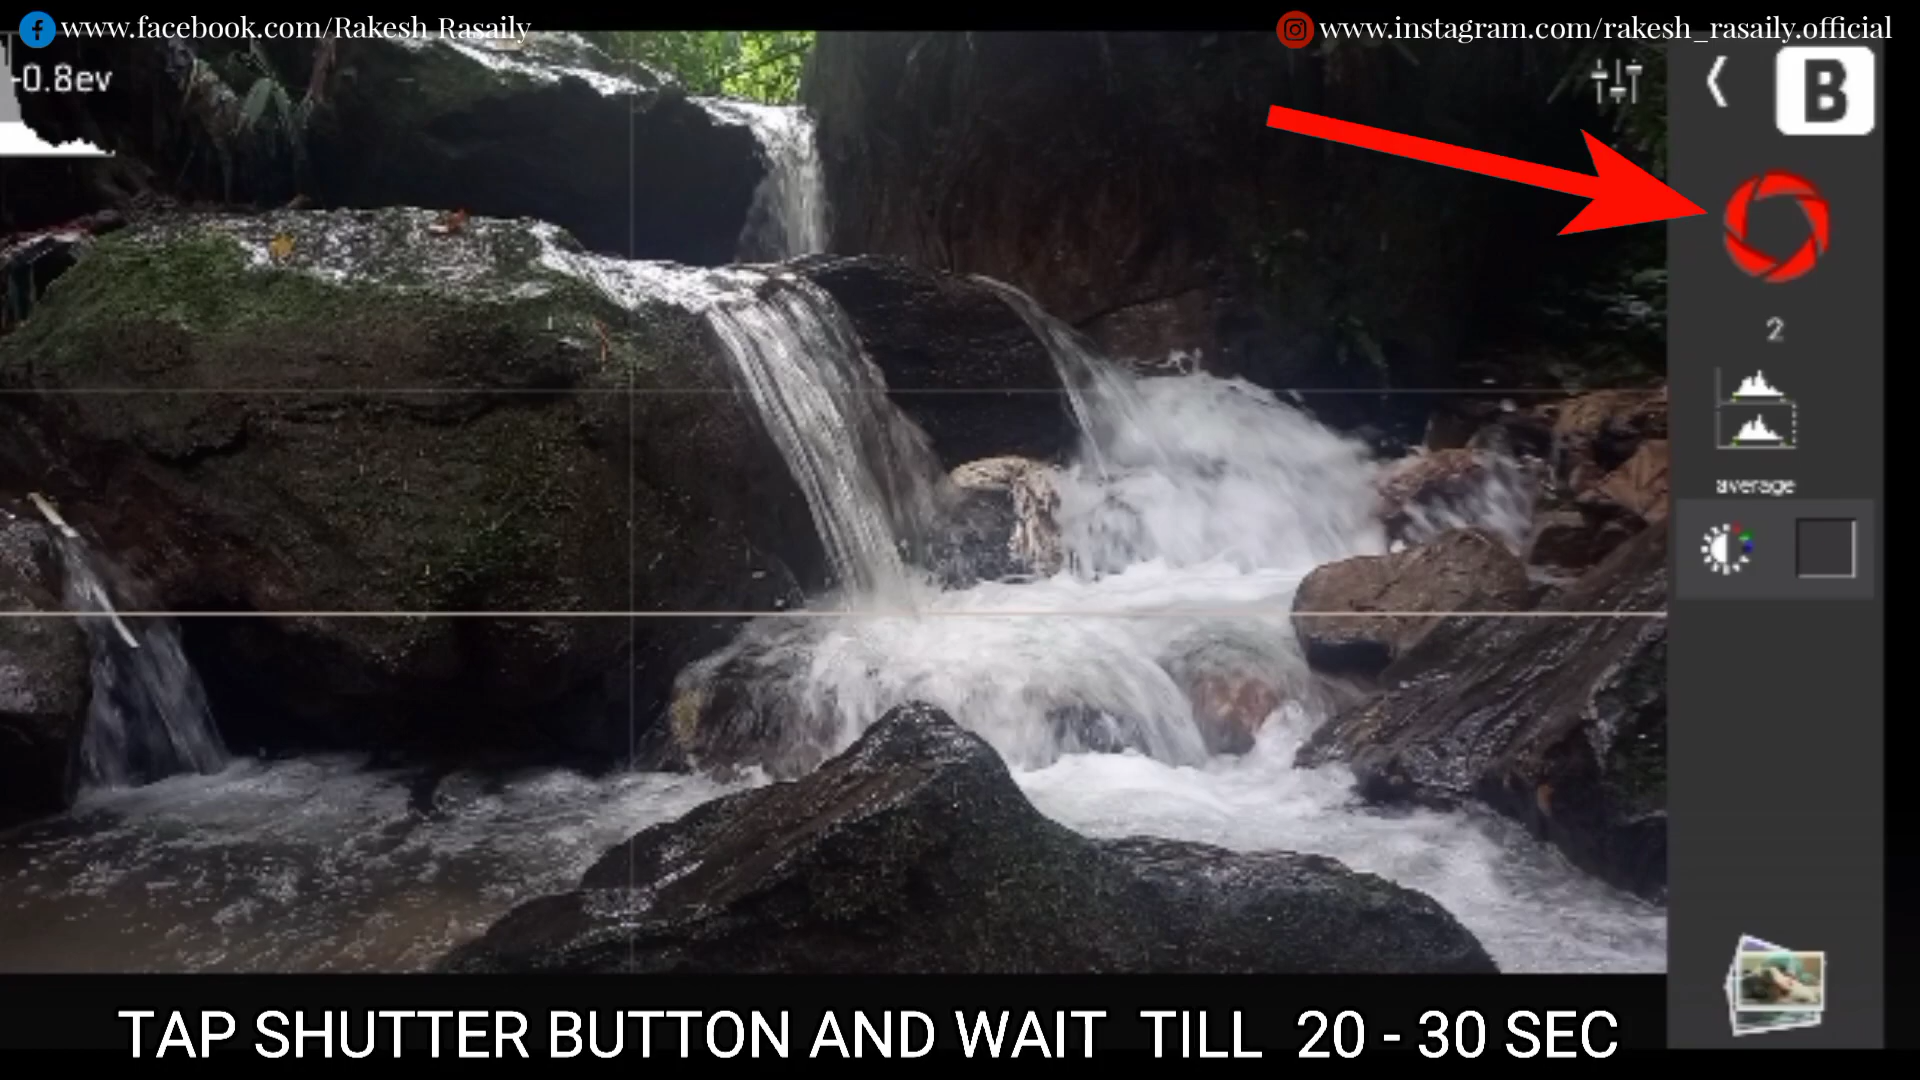 www.facebook.com/Rakesh Rasaily
www.instagram.com/rakesh_rasaily.official
-0.8ev
B
2
average
TAP SHUTTER BUTTON AND WAIT TILL 20 - 30 SEC